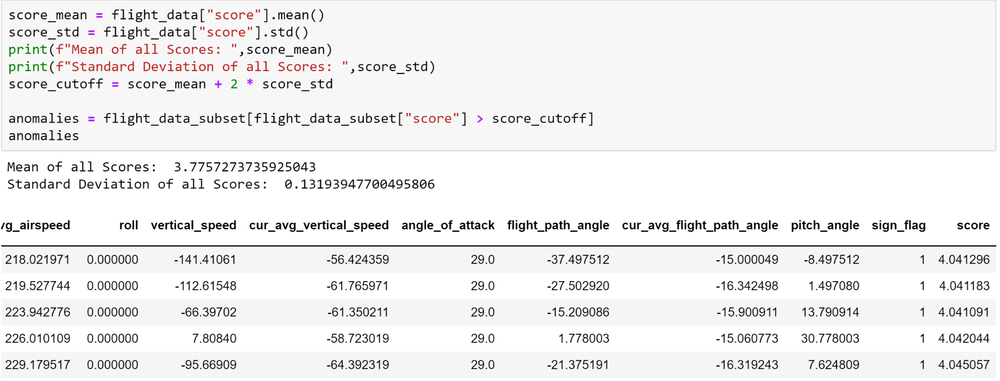 score_mean = flight_data["score"].mean()
score_std = flight_data["score"].std()
print(f"Mean of all Scores: ",score_mean)
print(f"Standard Deviation of all Scores: ",score_std)
score_cutoff = score_mean + 2 * score_std
anomalies = flight_data_subset[flight_data_subset["score"] > score_cutoff]
anomalies
Mean of all Scores:  3.7757273735925043
Standard Deviation of all Scores:  0.13193947700495806
vg_airspeed roll vertical_speed cur_avg_vertical_speed angle_of_attack flight_path_angle cur_avg_flight_path_angle pitch_angle sign_flag score
218.021971 0.000000 -141.41061 -56.424359 29.0 -37.497512 -15.000049 -8.497512 1 4.041296
219.527744 0.000000 -112.61548 -61.765971 29.0 -27.502920 -16.342498 1.497080 1 4.041183
223.942776 0.000000 -66.39702 -61.350211 29.0 -15.209086 -15.900911 13.790914 1 4.041091
226.010109 0.000000 7.80840 -58.723019 29.0 1.778003 -15.060773 30.778003 1 4.042044
229.179517 0.000000 -95.66909 -64.392319 29.0 -21.375191 -16.319243 7.624809 1 4.045057